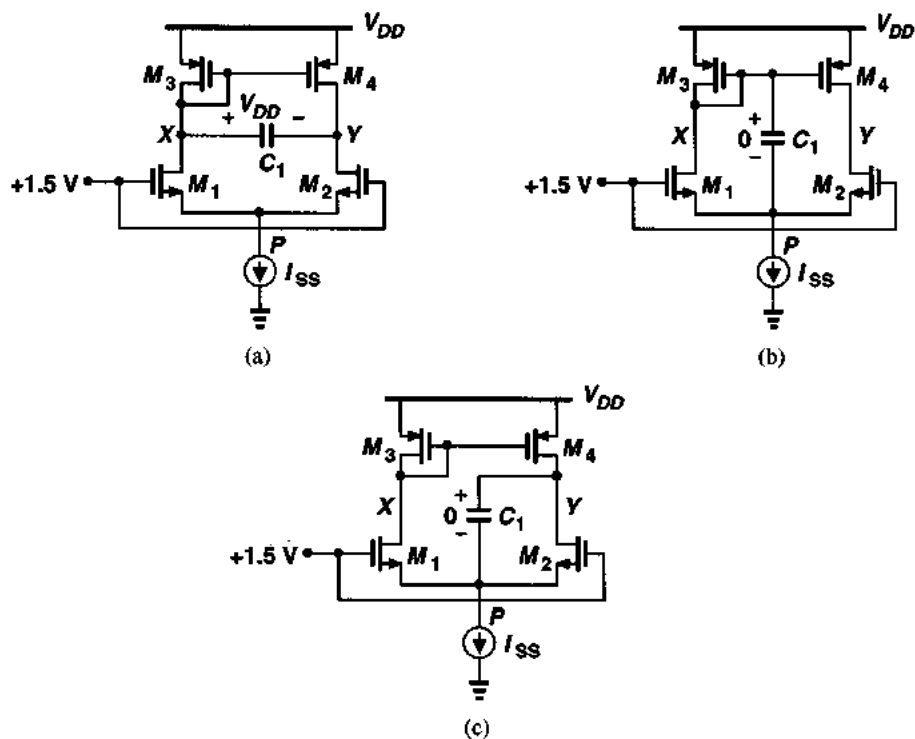 V_DD
M_3
M_4
V_DD
+ −
X
Y
C_1
+1.5 V
M_1
M_2
P
I_SS
(a)
V_DD
M_3
M_4
+
0
−
C_1
X
Y
+1.5 V
M_1
M_2
P
I_SS
(b)
V_DD
M_3
M_4
X
+
0
−
C_1
Y
+1.5 V
M_1
M_2
P
I_SS
(c)